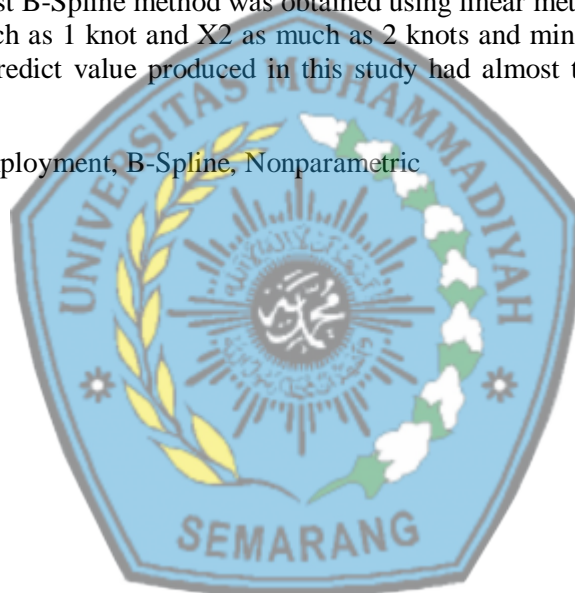 st B-Spline method was obtained using linear met
ch as 1 knot and X2 as much as 2 knots and min
redict value produced in this study had almost t
ployment, B-Spline, Nonparametric
UNIVERSITAS MUHAMMADIYAH
محمدية
SEMARANG